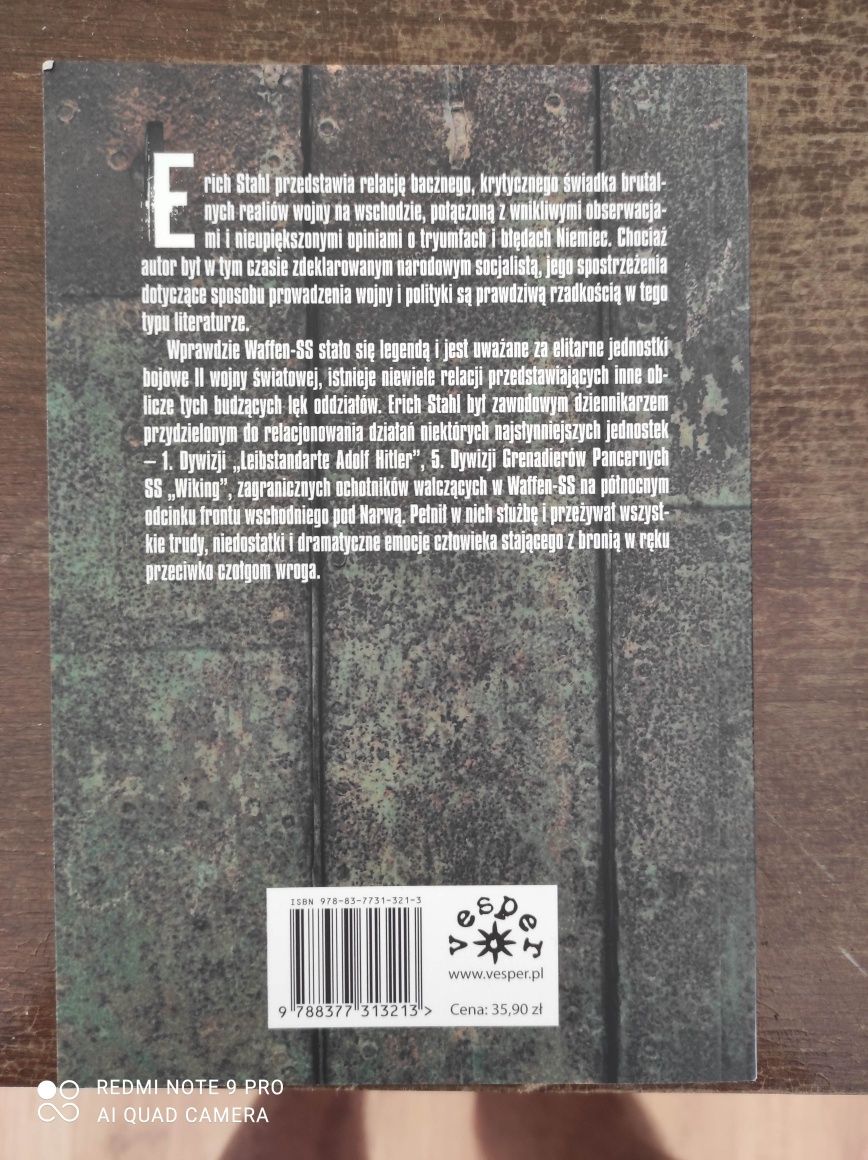 Erich Stahl przedstawia relację bacznego, krytycznego świadka brutal-
nych realiów wojny na wschodzie, połączoną z wnikliwymi obserwacja-
mi i nieupiększonymi opiniami o tryumfach i błędach Niemiec. Chociaż
autor był w tym czasie zdeklarowanym narodowym socjalistą, jego spostrzeżenia
dotyczące sposobu prowadzenia wojny i polityki są prawdziwą rzadkością w tego
typu literaturze.
Wprawdzie Waffen-SS stało się legendą i jest uważane za elitarne jednostki
bojowe II wojny światowej, istnieje niewiele relacji przedstawiających inne ob-
licze tych budzących lęk oddziałów. Erich Stahl był zawodowym dziennikarzem
przydzielonym do relacjonowania działań niektórych najsłynniejszych jednostek
– 1. Dywizji „Leibstandarte Adolf Hitler”, 5. Dywizji Grenadierów Pancernych
SS „Wiking”, zagranicznych ochotników walczących w Waffen-SS na północnym
odcinku frontu wschodniego pod Narwą. Pełnił w nich służbę i przeżywał wszyst-
kie trudy, niedostatki i dramatyczne emocje człowieka stającego z bronią w ręku
przeciwko czołgom wroga.
ISBN 978-83-7731-321-3
vesper
www.vesper.pl
9 788377 313213 >
Cena: 35,90 zł
REDMI NOTE 9 PRO
AI QUAD CAMERA